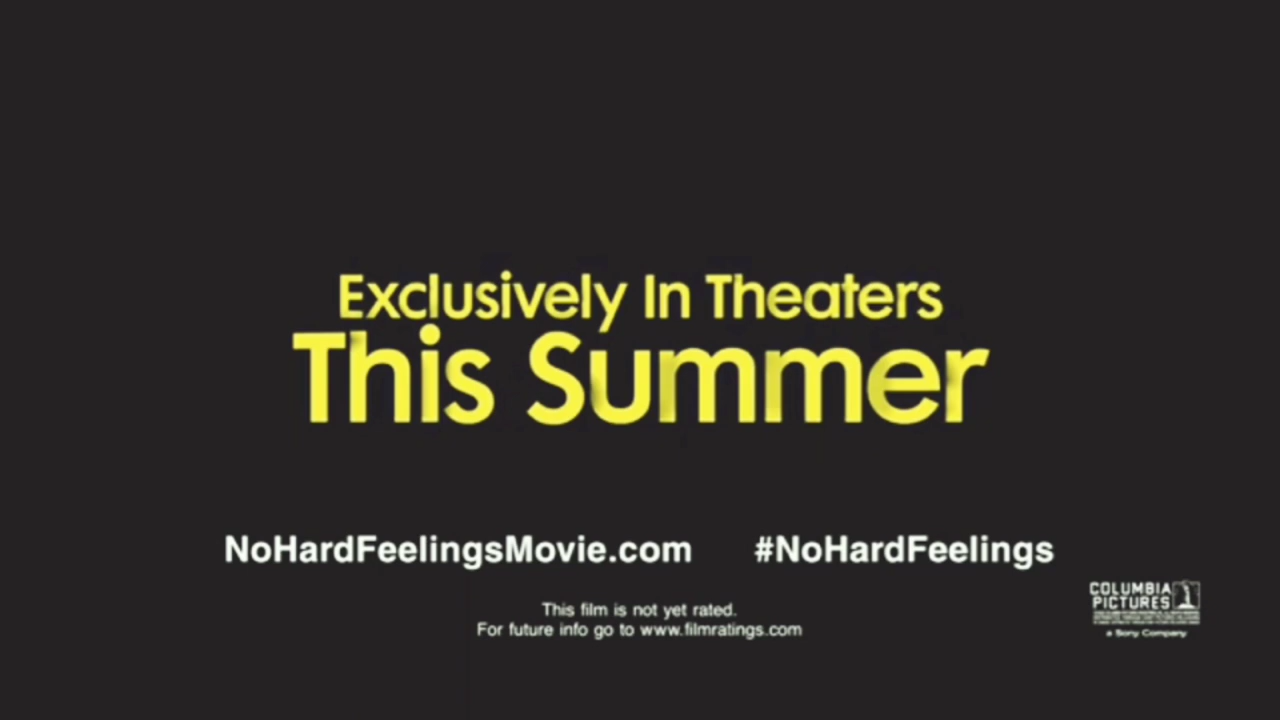 Exclusively In Theaters
This Summer
NoHardFeelingsMovie.com #NoHardFeelings
This film is not yet rated.
For future info go to www.filmratings.com
COLUMBIA
PICTURES
a Sony Company